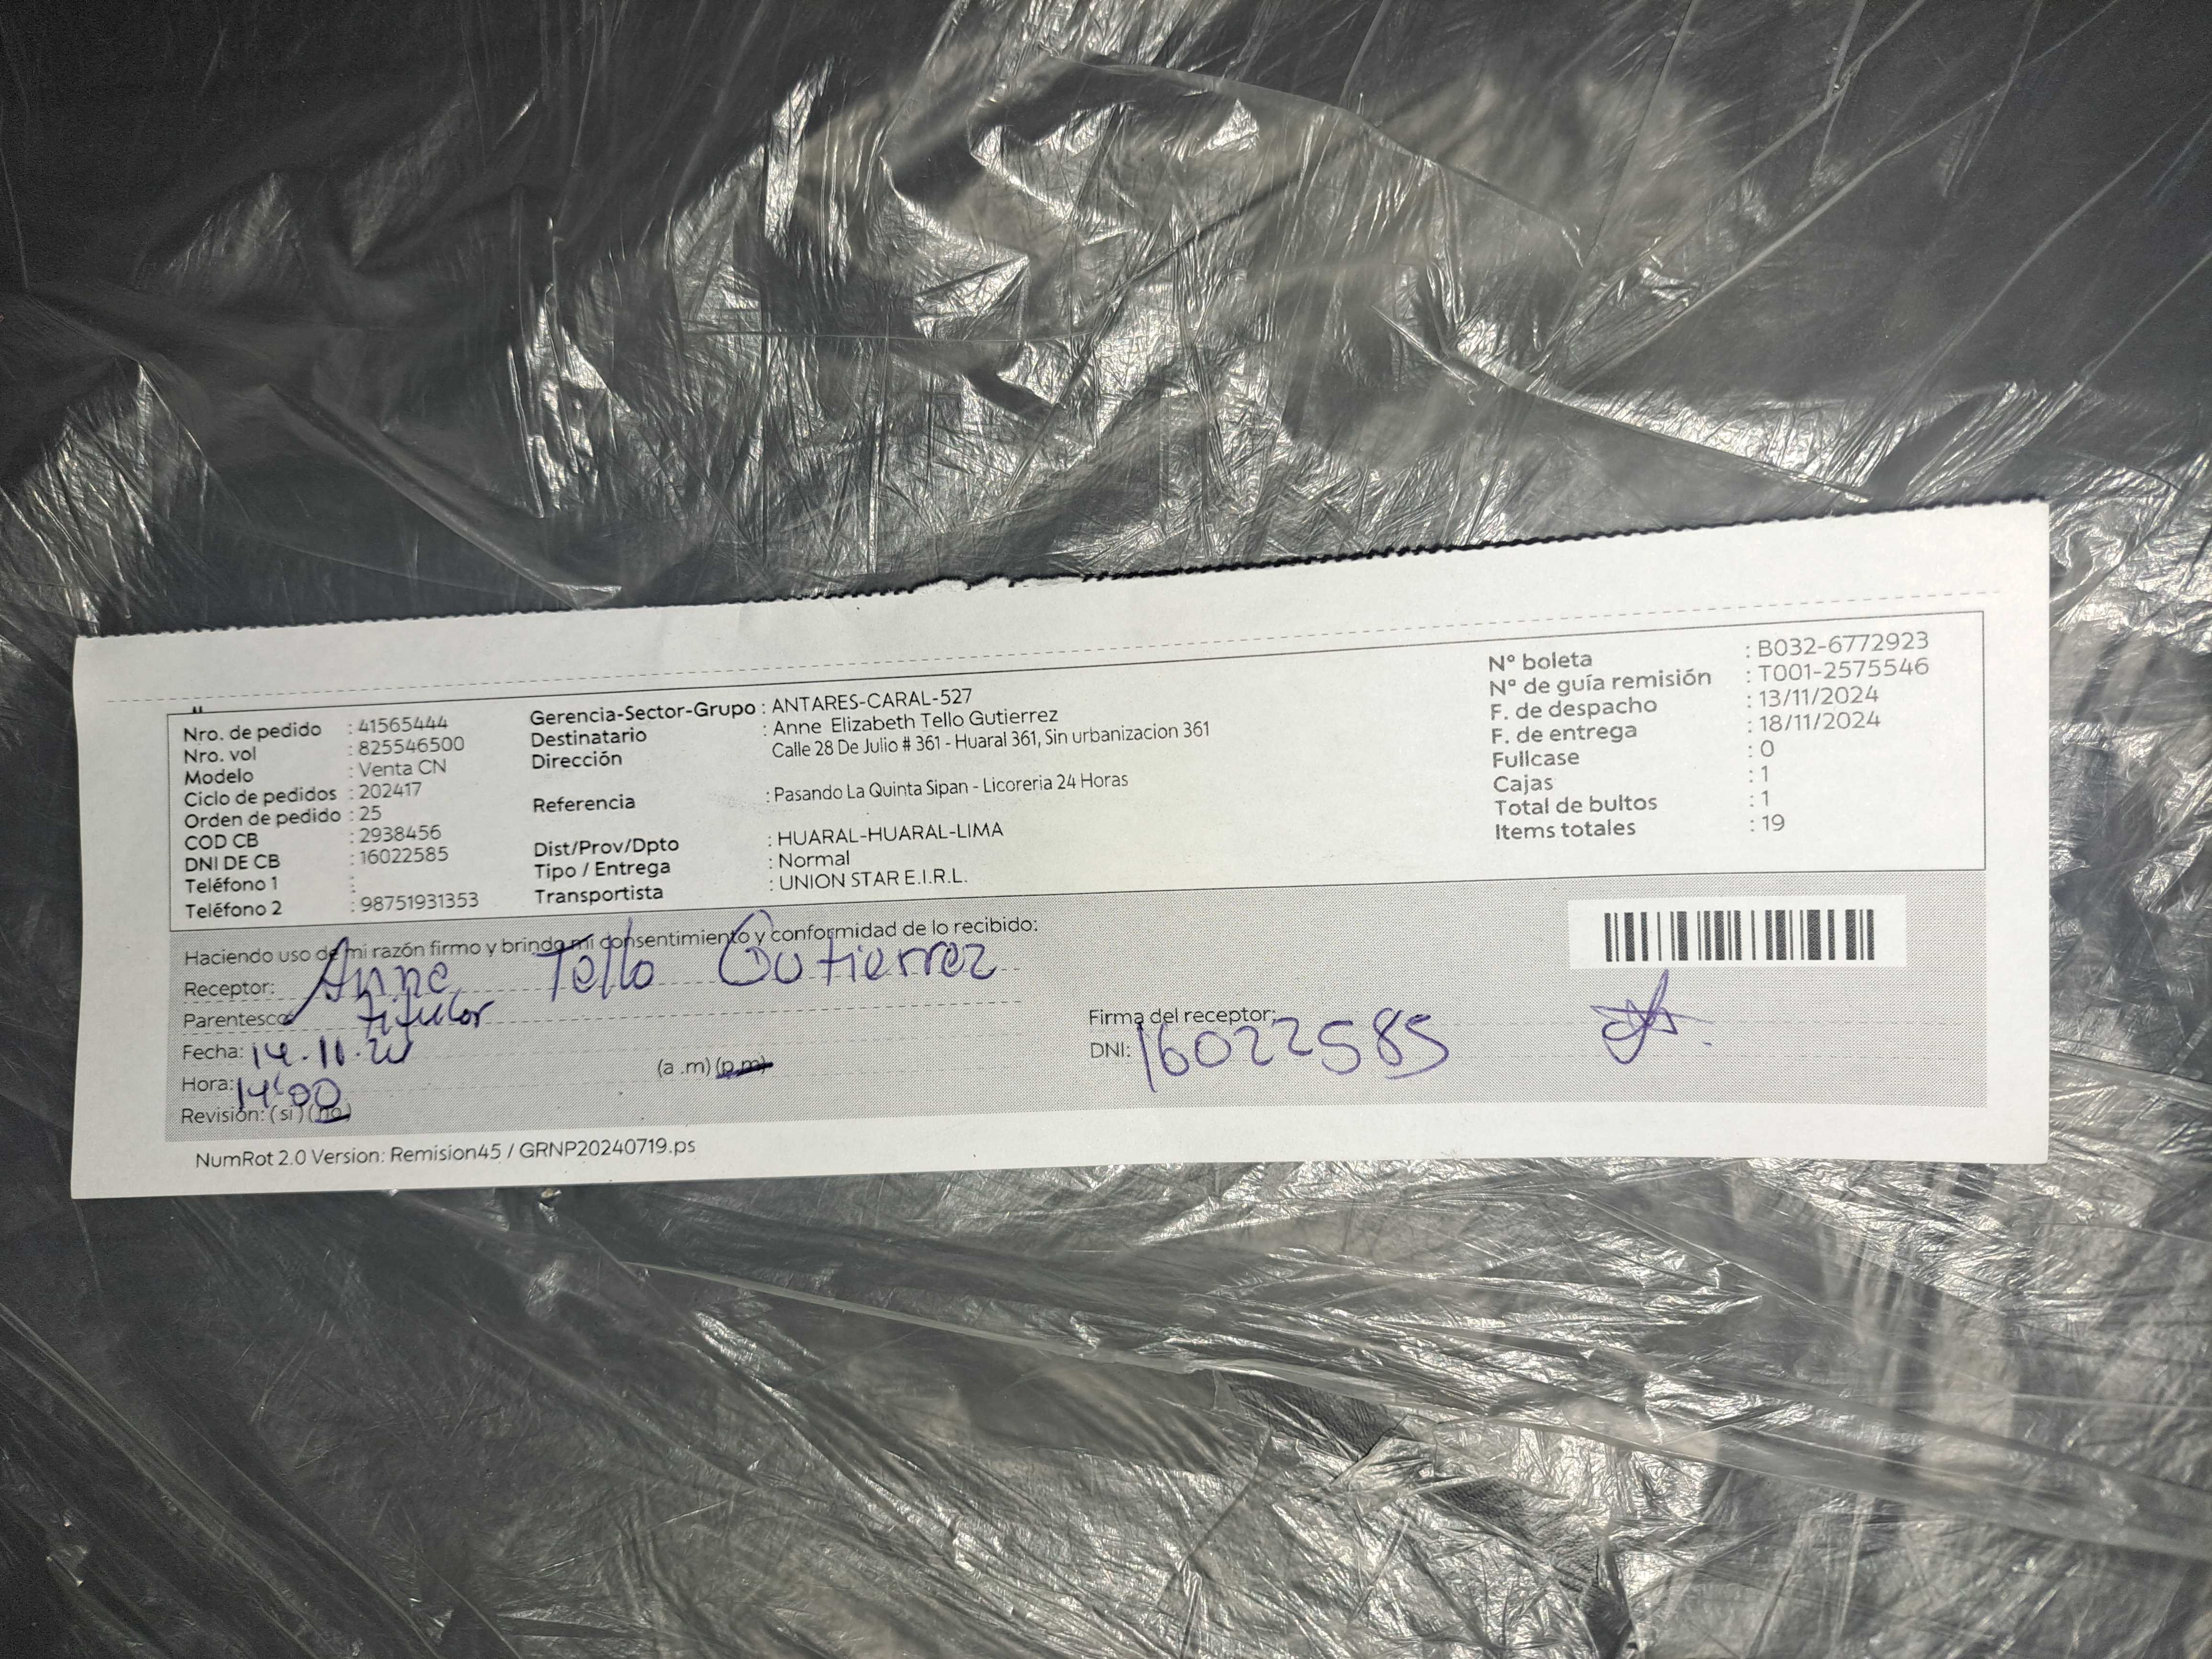 Nro. de pedido : 41565444
Nro. vol : 825546500
Modelo : Venta CN
Ciclo de pedidos : 202417
Orden de pedido : 25
COD CB : 2938456
DNI DE CB : 16022585
Teléfono 1 :
Teléfono 2 : 98751931353
Gerencia-Sector-Grupo : ANTARES-CARAL-527
Destinatario : Anne Elizabeth Tello Gutierrez
Dirección Calle 28 De Julio # 361 - Huaral 361, Sin urbanizacion 361
Referencia : Pasando La Quinta Sipan - Licoreria 24 Horas
Dist/Prov/Dpto : HUARAL-HUARAL-LIMA
Tipo / Entrega : Normal
Transportista : UNION STAR E.I.R.L.
Nº boleta : B032-6772923
Nº de guía remisión : T001-2575546
F. de despacho : 13/11/2024
F. de entrega : 18/11/2024
Fullcase : 0
Cajas : 1
Total de bultos : 1
Items totales : 19
Haciendo uso de mi razón firmo y brindo mi consentimiento y conformidad de lo recibido:
Receptor: Anne Tello Gutierrez
Parentesco: titular
Fecha: 14.11.
Hora: 14:00 (a .m) (p.m)
Revisión: ( si ) ( no )
Firma del receptor:
DNI: 16022585
NumRot 2.0 Version: Remision45 / GRNP20240719.ps